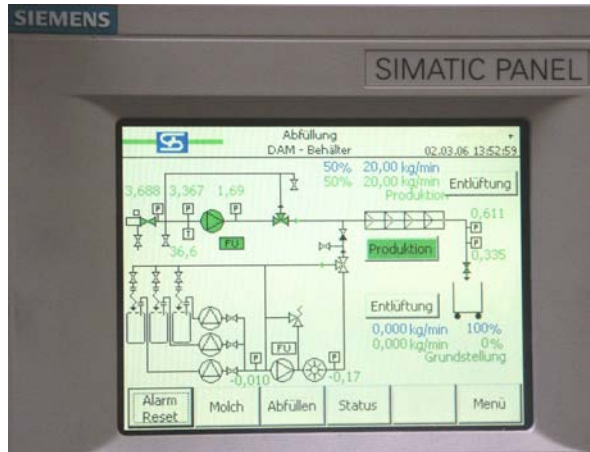 SIEMENS
SIMATIC PANEL
Abfüllung
DAM - Behälter
02.03.06 13:52:59
50% 20,00 kg/min
50% 20,00 kg/min
Produktion
Entlüftung
3,688 3,367 1,69
P P P
T
FU
36,6
Produktion
0,611
P
P
0,335
Entlüftung
0,000 kg/min 100%
0,000 kg/min 0%
Grundstellung
FU
P P
-0,010 -0,17
Alarm Reset
Molch
Abfüllen
Status
Menü